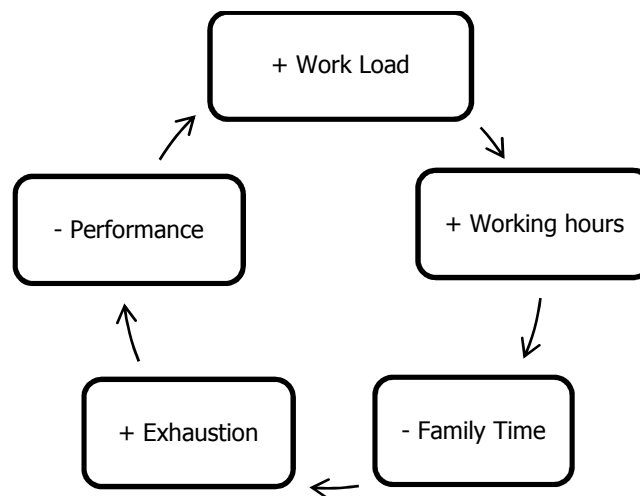 + Work Load
+ Working hours
- Family Time
+ Exhaustion
- Performance